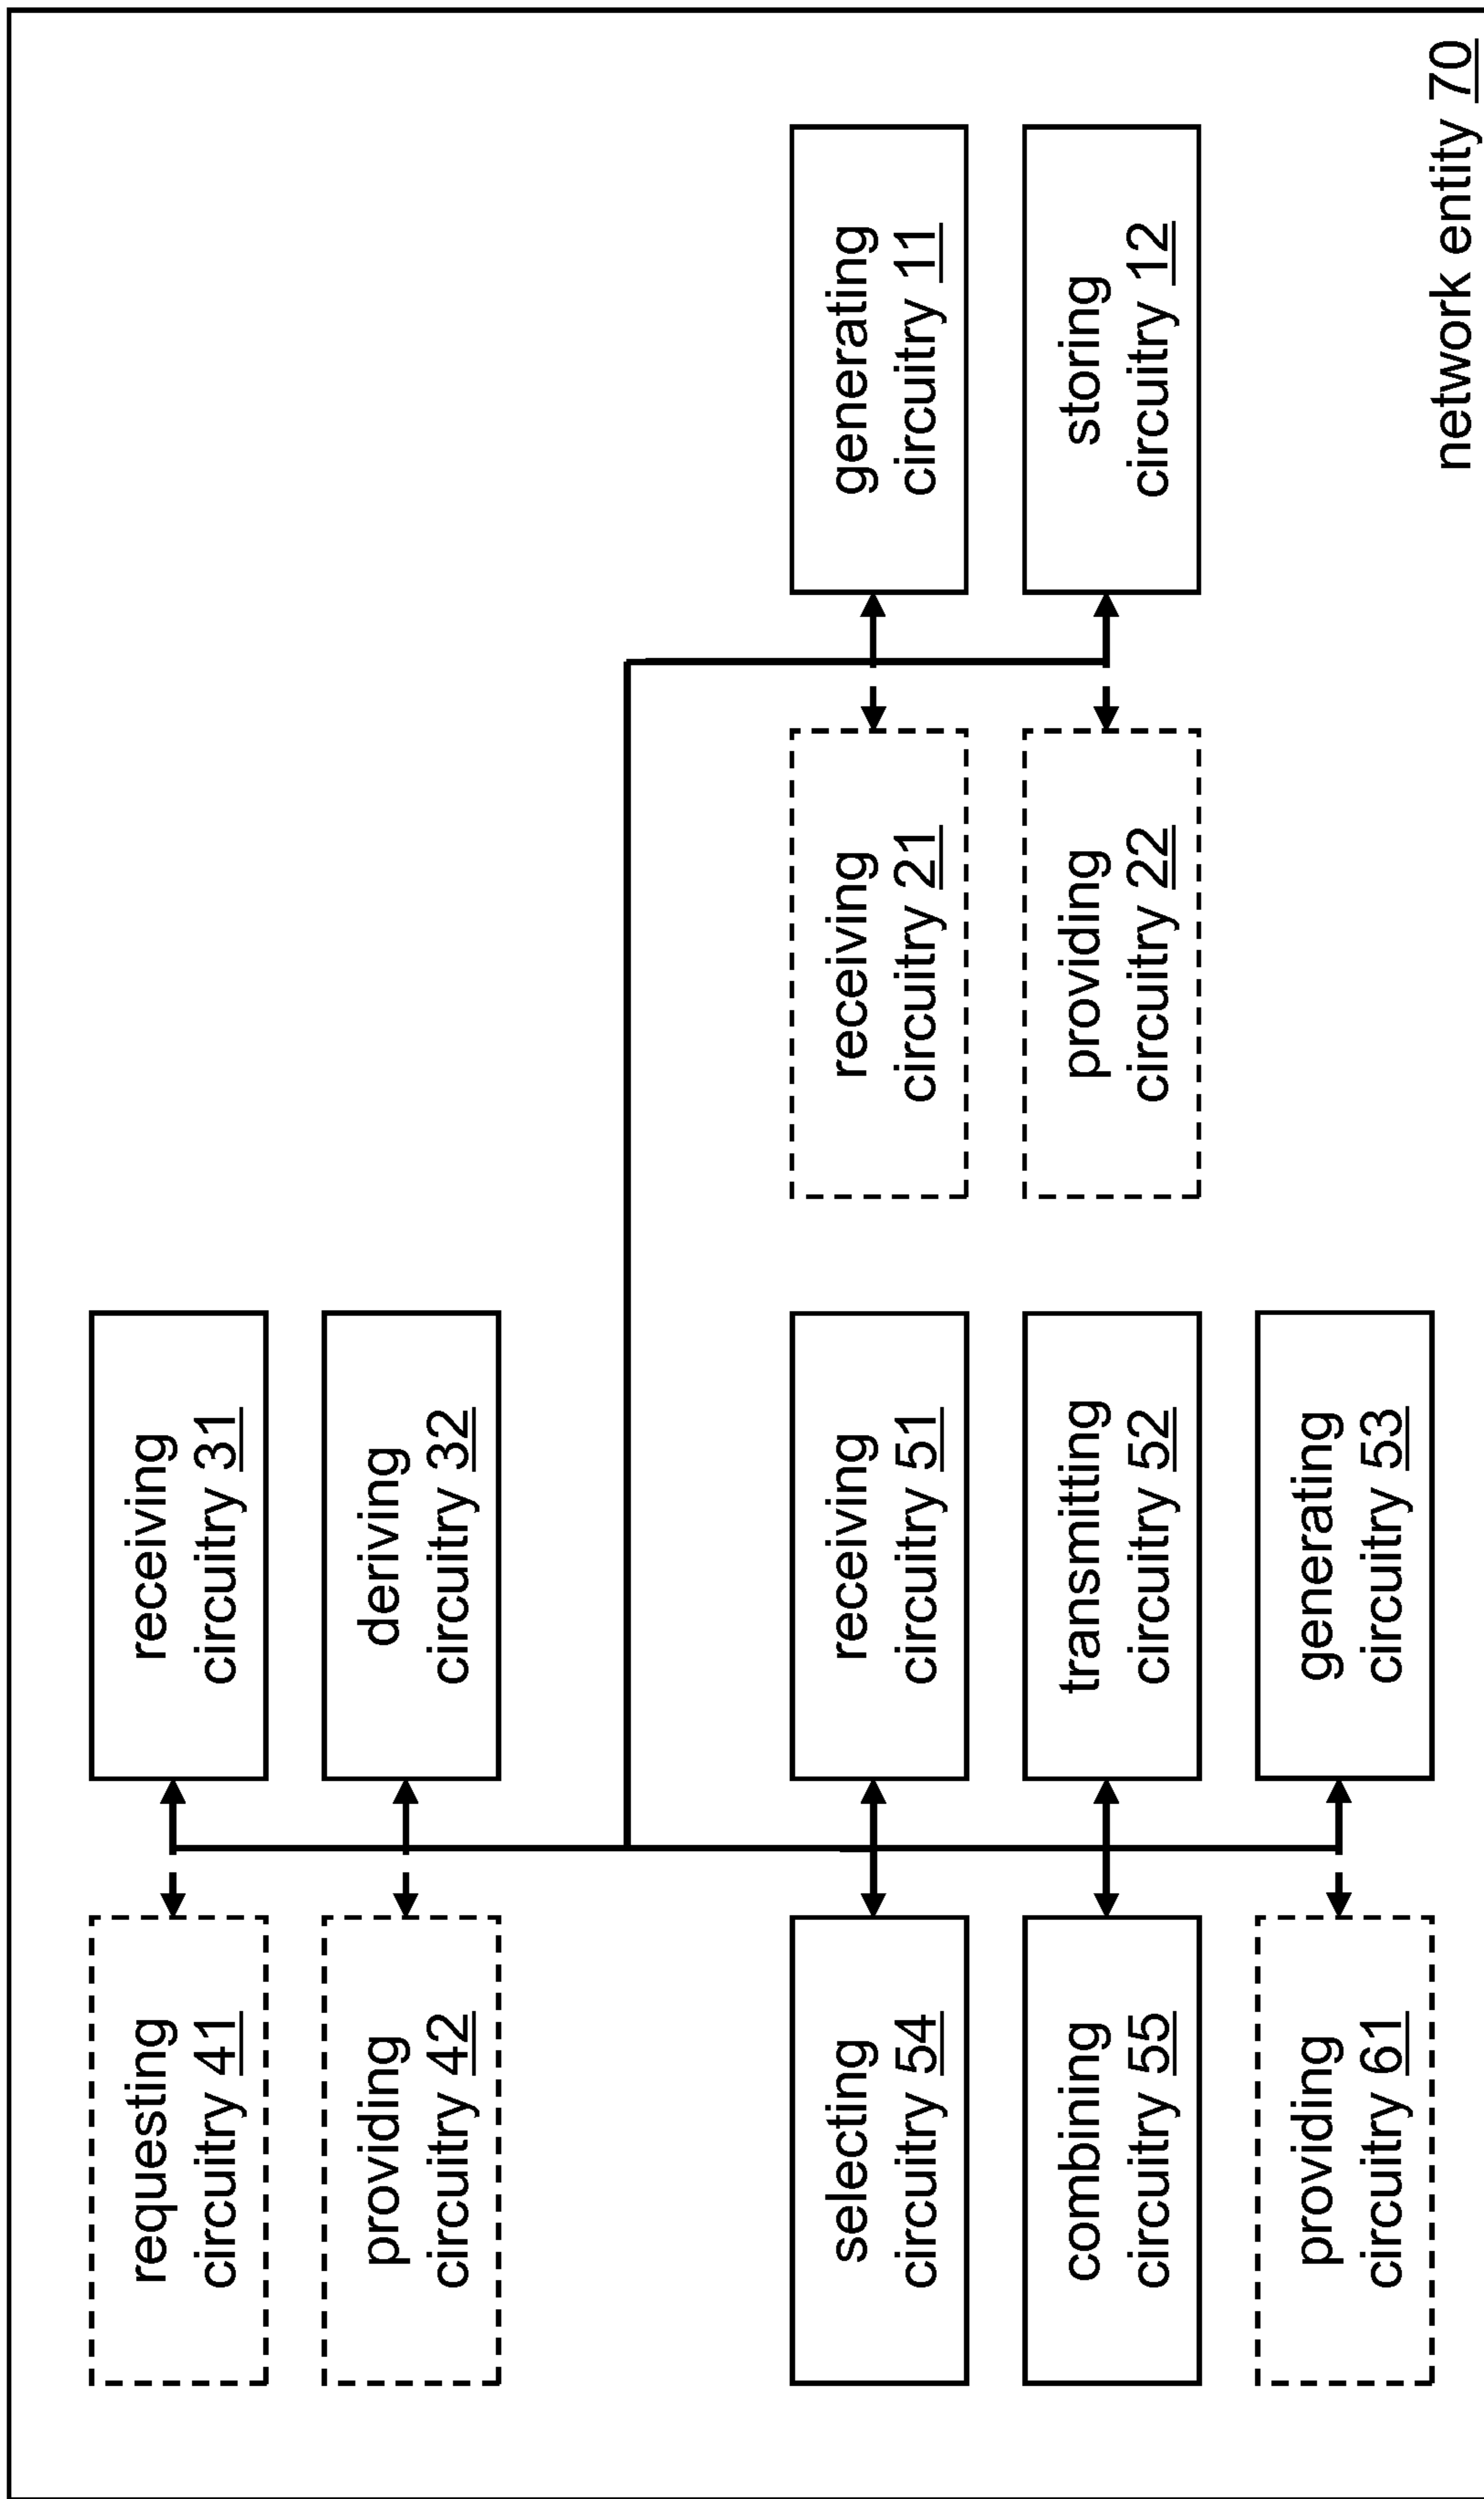 requesting
circuitry 41
receiving
circuitry 31
providing
circuitry 42
deriving
circuitry 32
selecting
circuitry 54
receiving
circuitry 51
receiving
circuitry 21
generating
circuitry 11
combining
circuitry 55
transmitting
circuitry 52
providing
circuitry 22
storing
circuitry 12
providing
circuitry 61
generating
circuitry 53
network entity 70